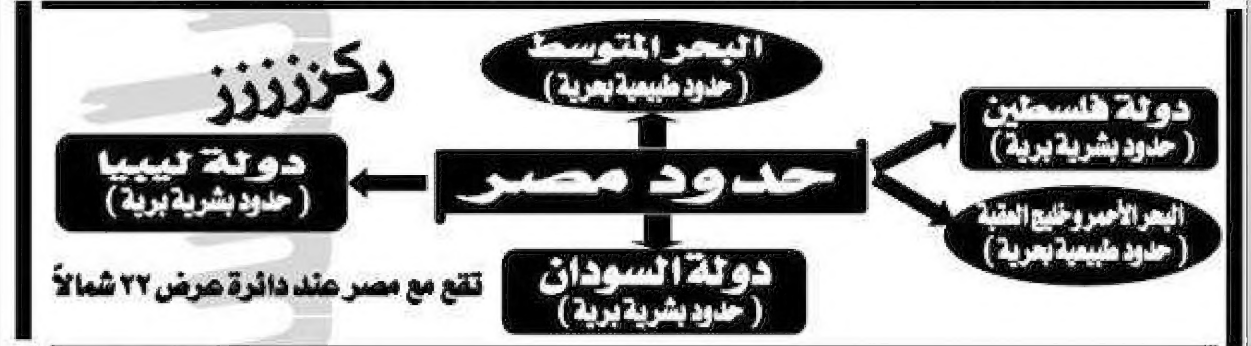 ركزززز
البحر المتوسط
( حدود طبيعية بحرية )
دولة فلسطين
( حدود بشرية برية )
حدود مصر
دولة ليبيا
( حدود بشرية برية )
البحر الأحمر وخليج العقبة
( حدود طبيعية بحرية )
دولة السودان
( حدود بشرية برية )
تقع مع مصر عند دائرة عرض ٢٢ شمالاً